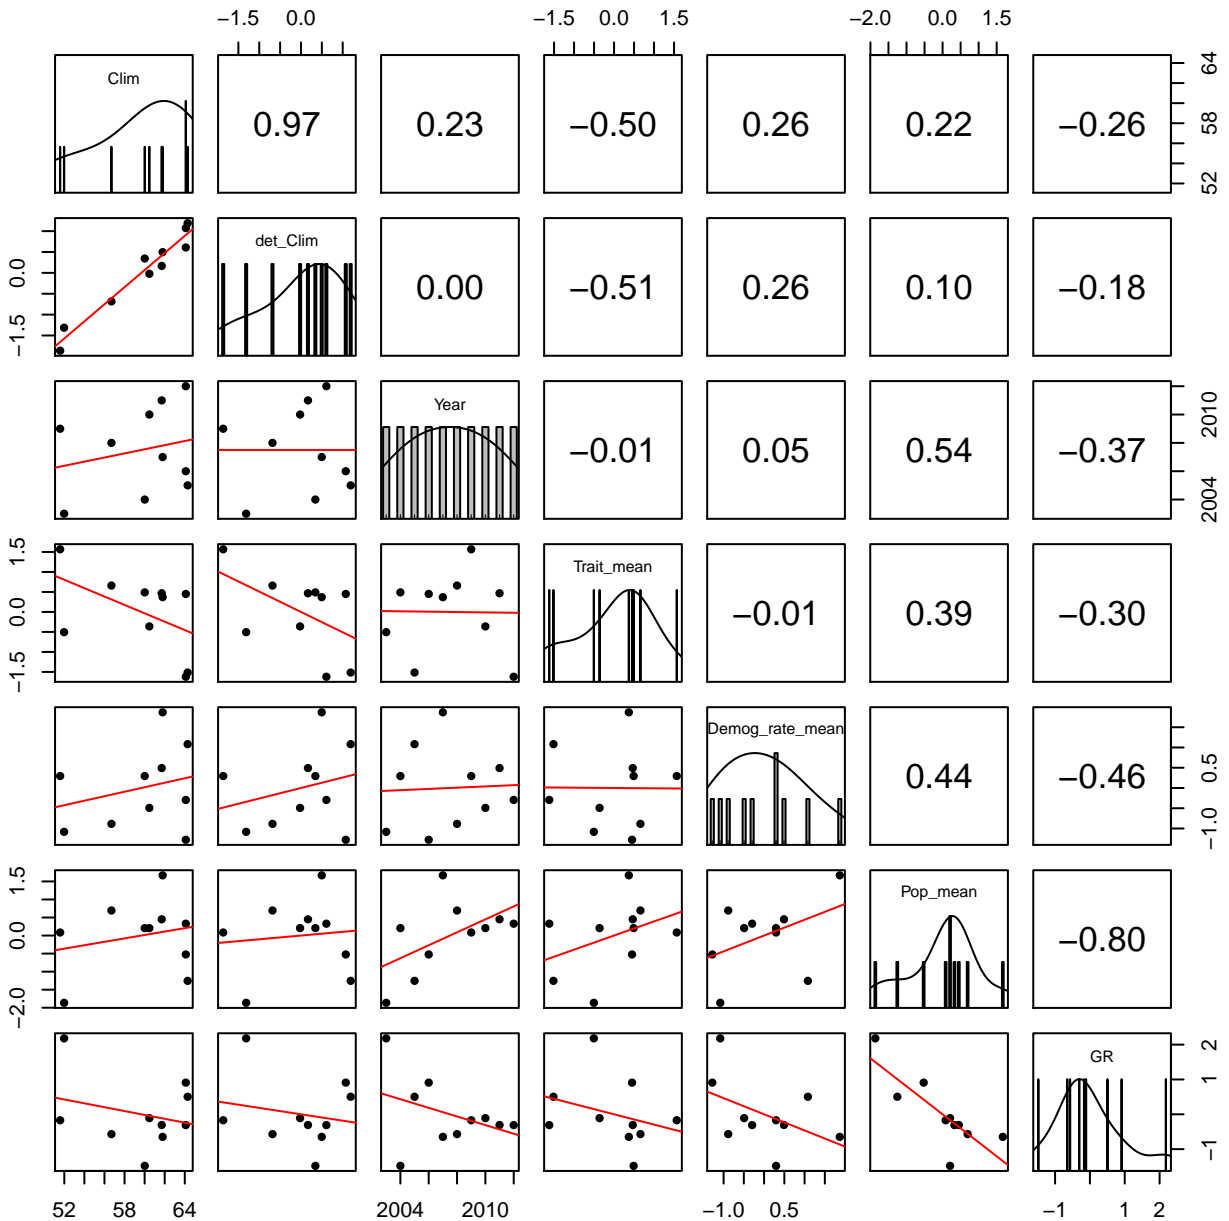 −1.5 0.0 −1.5 0.0 1.5 −2.0 0.0 1.5
Clim 0.97 0.23 −0.50 0.26 0.22 −0.26 52 58 64
−1.5 0.0 det_Clim 0.00 −0.51 0.26 0.10 −0.18
Year −0.01 0.05 0.54 −0.37 2004 2010
−1.5 0.0 1.5 Trait_mean −0.01 0.39 −0.30
Demog_rate_mean 0.44 −0.46 −1.0 0.5
−2.0 0.0 1.5 Pop_mean −0.80
GR −1 1 2
52 58 64 2004 2010 −1.0 0.5 −1 1 2